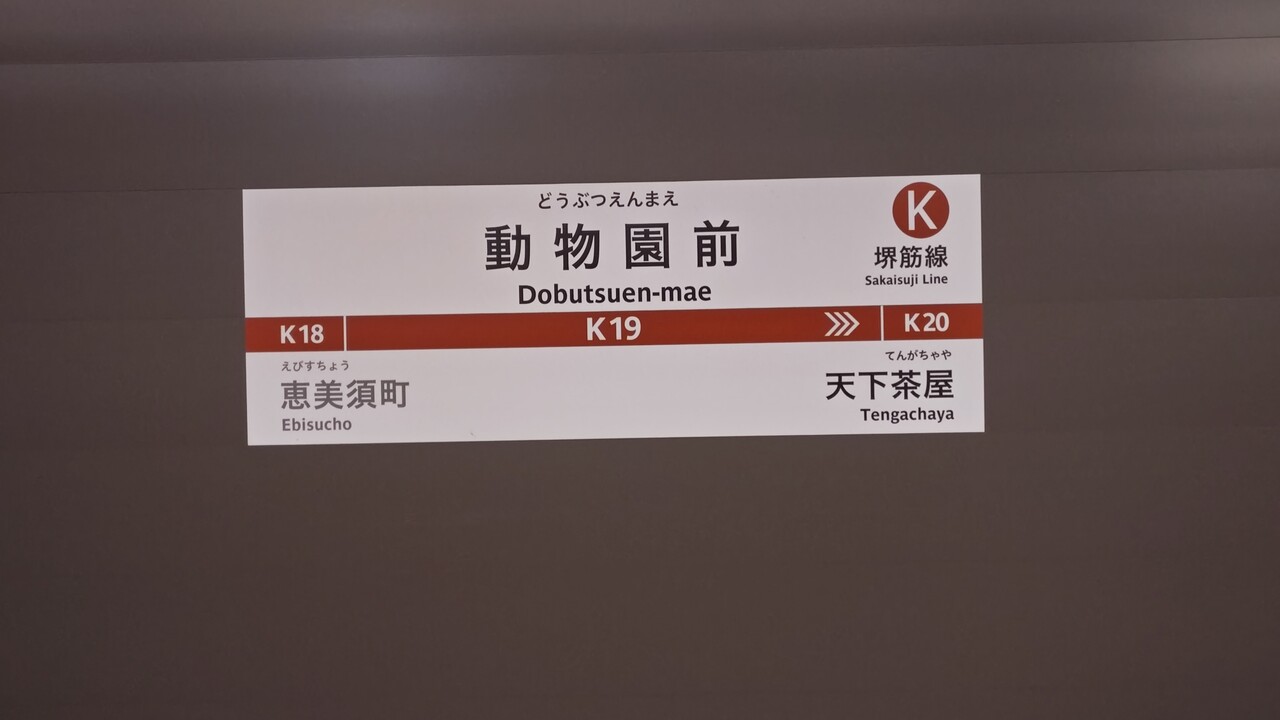 どうぶつえんまえ
動物園前
Dobutsuen-mae
K
堺筋線
Sakaisuji Line
K18
K19
K20
えびすちょう
恵美須町
Ebisucho
てんがちゃや
天下茶屋
Tengachaya